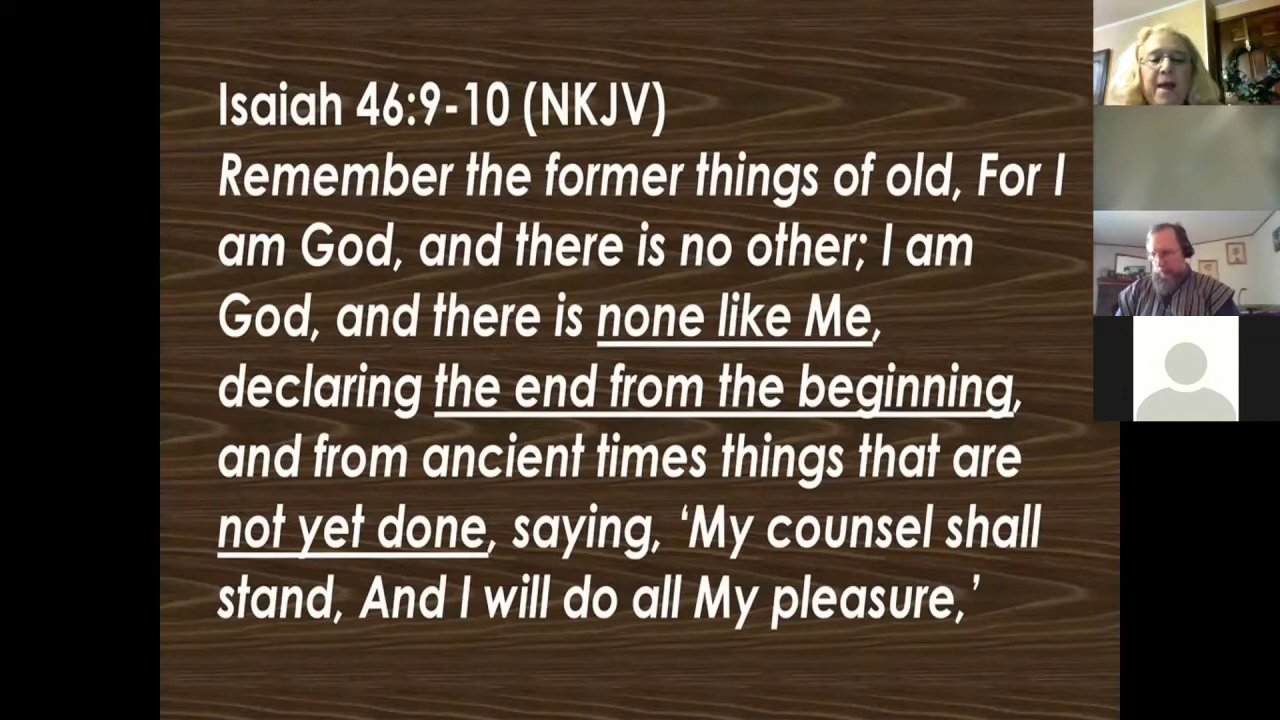 Isaiah 46:9-10 (NKJV)
Remember the former things of old, For I
am God, and there is no other; I am
God, and there is none like Me,
declaring the end from the beginning,
and from ancient times things that are
not yet done, saying, ‘My counsel shall
stand, And I will do all My pleasure,’